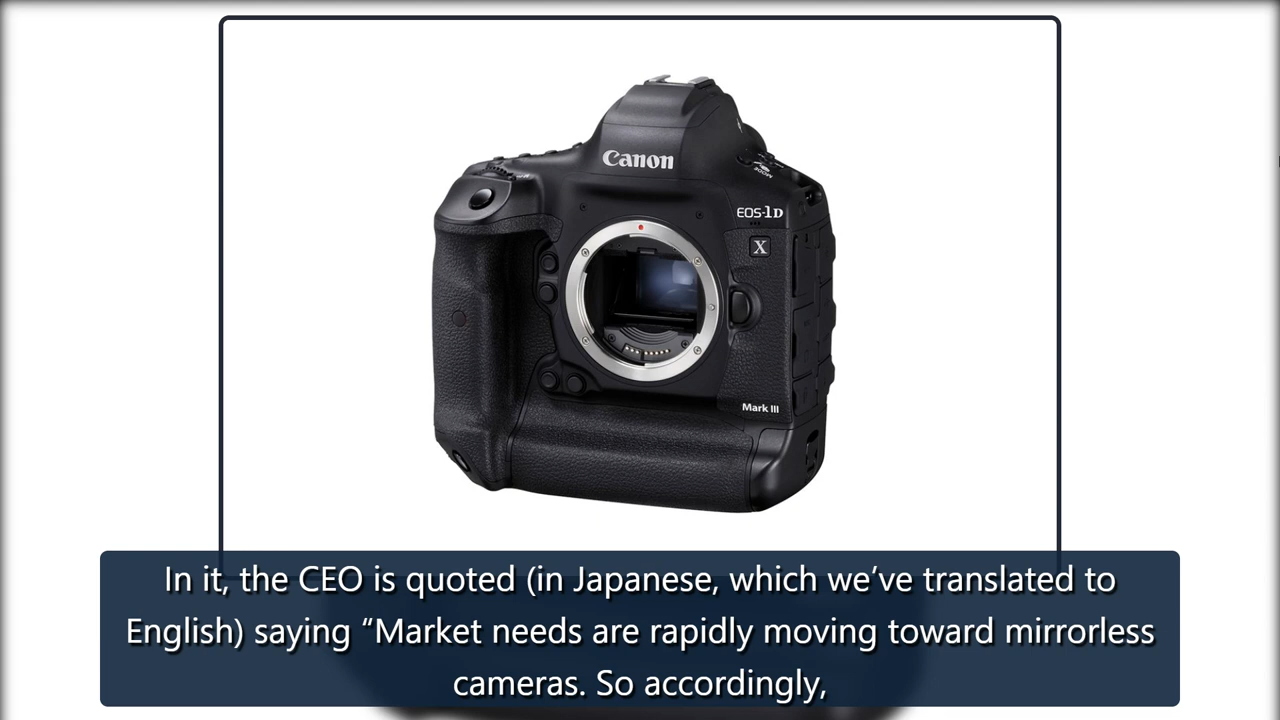 Canon
EOS-1D
X
Mark III
In it, the CEO is quoted (in Japanese, which we’ve translated to
English) saying “Market needs are rapidly moving toward mirrorless
cameras. So accordingly,